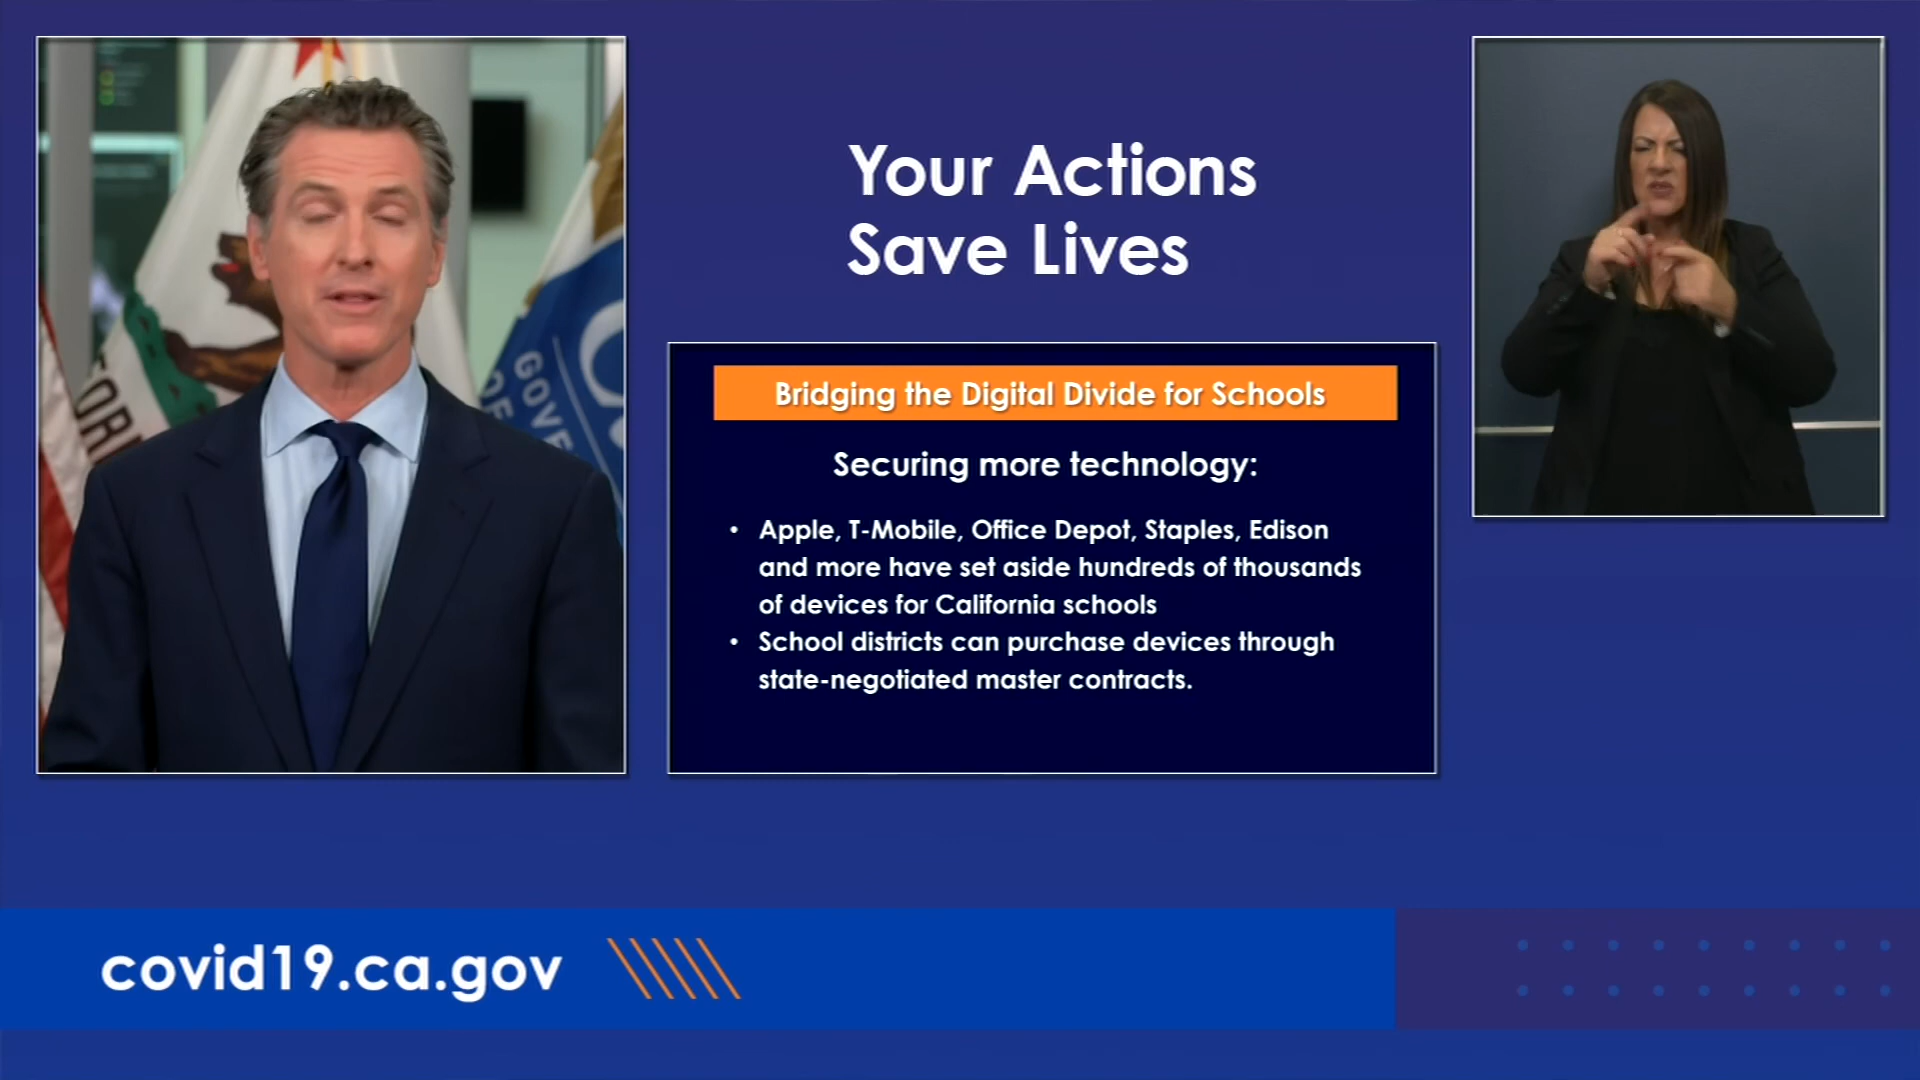 Your Actions
Save Lives
Bridging the Digital Divide for Schools
Securing more technology:
• Apple, T-Mobile, Office Depot, Staples, Edison
and more have set aside hundreds of thousands
of devices for California schools
• School districts can purchase devices through
state-negotiated master contracts.
covid19.ca.gov
GOVE
OF